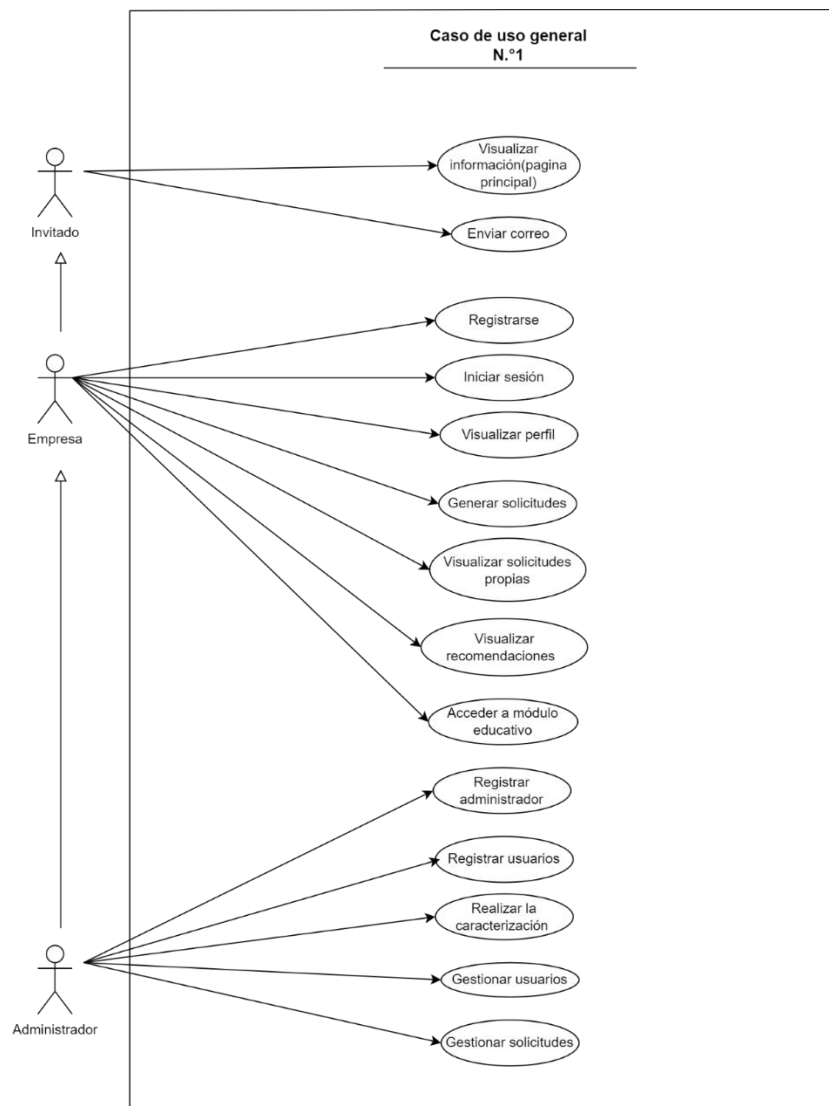 Caso de uso general
N.°1
Visualizar
información(pagina
principal)
Invitado
Enviar correo
Registrarse
Iniciar sesión
Empresa
Visualizar perfil
Generar solicitudes
Visualizar solicitudes
propias
Visualizar
recomendaciones
Acceder a módulo
educativo
Registrar
administrador
Registrar usuarios
Realizar la
caracterización
Gestionar usuarios
Administrador
Gestionar solicitudes